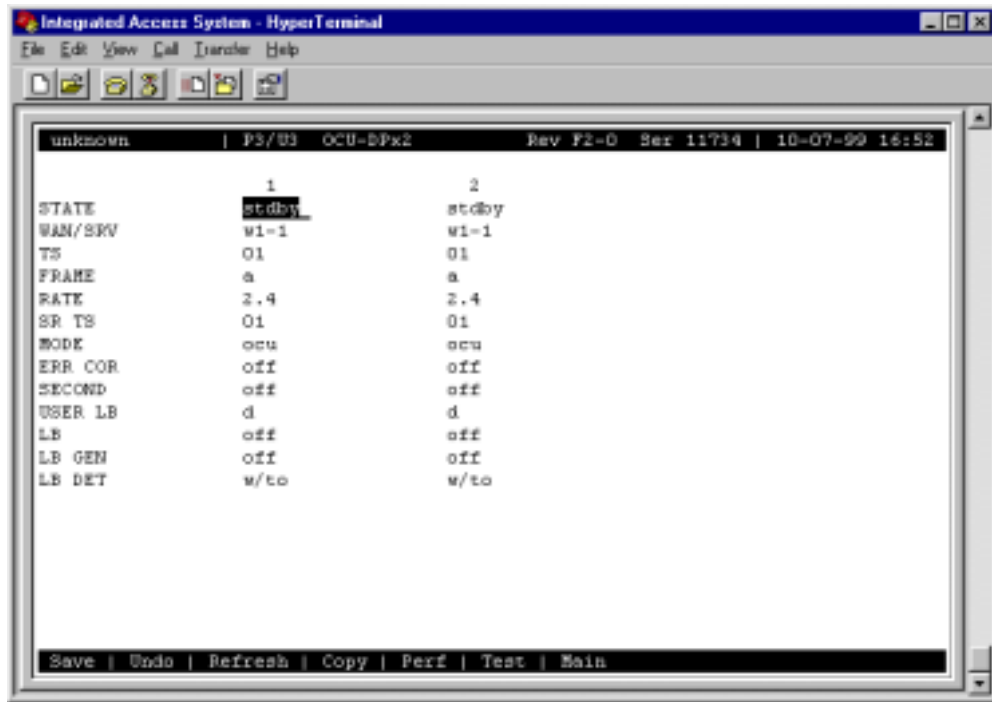 Integrated Access System - HyperTerminal
File Edit View Call Transfer Help
unknown | P3/U3 OCU-DPx2 Rev F2-0 Ser 11734 | 10-07-99 16:52
1 2
STATE stdby stdby
WAN/SRV w1-1 w1-1
TS 01 01
FRAME a a
RATE 2.4 2.4
SR TS 01 01
MODE ocu ocu
ERR COR off off
SECOND off off
USER LB d d
LB off off
LB GEN off off
LB DET w/to w/to
Save | Undo | Refresh | Copy | Perf | Test | Main